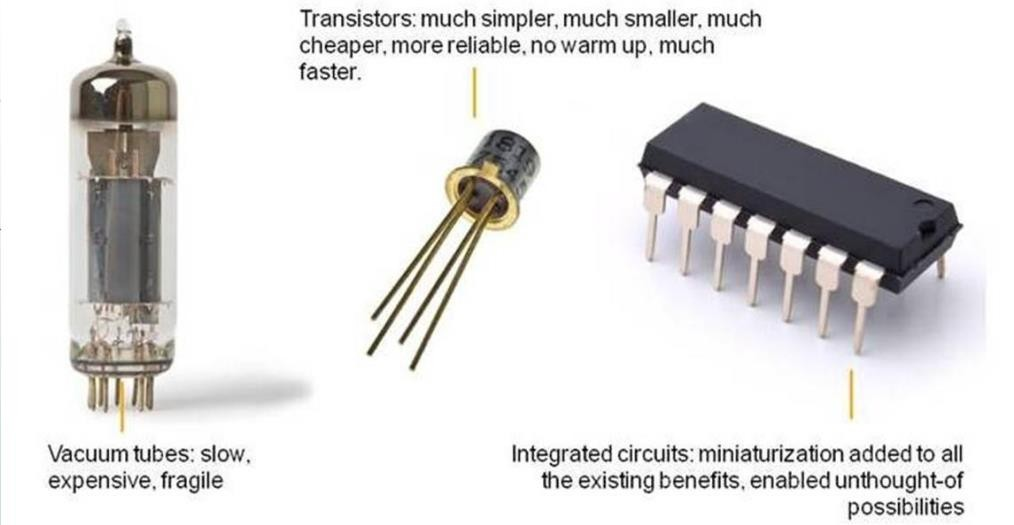 Transistors: much simpler, much smaller, much
cheaper, more reliable, no warm up, much
faster.
Vacuum tubes: slow,
expensive, fragile
Integrated circuits: miniaturization added to all
the existing benefits, enabled unthought-of
possibilities